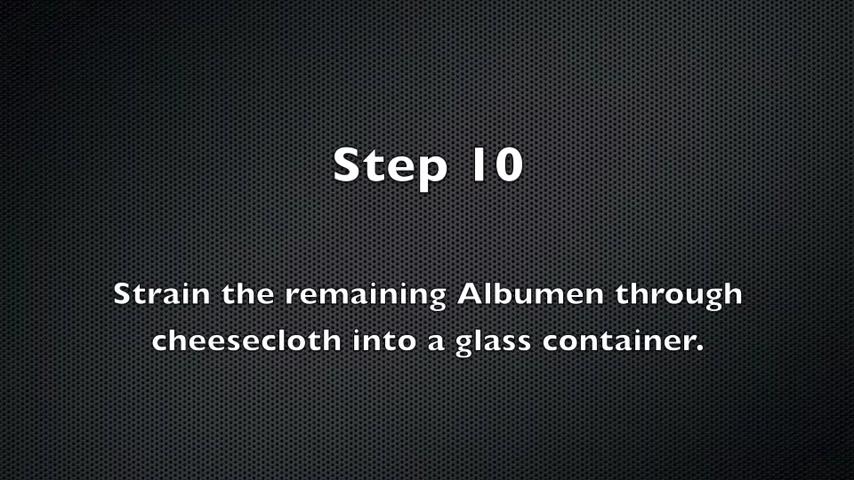 Step 10
Strain the remaining Albumen through
cheesecloth into a glass container.